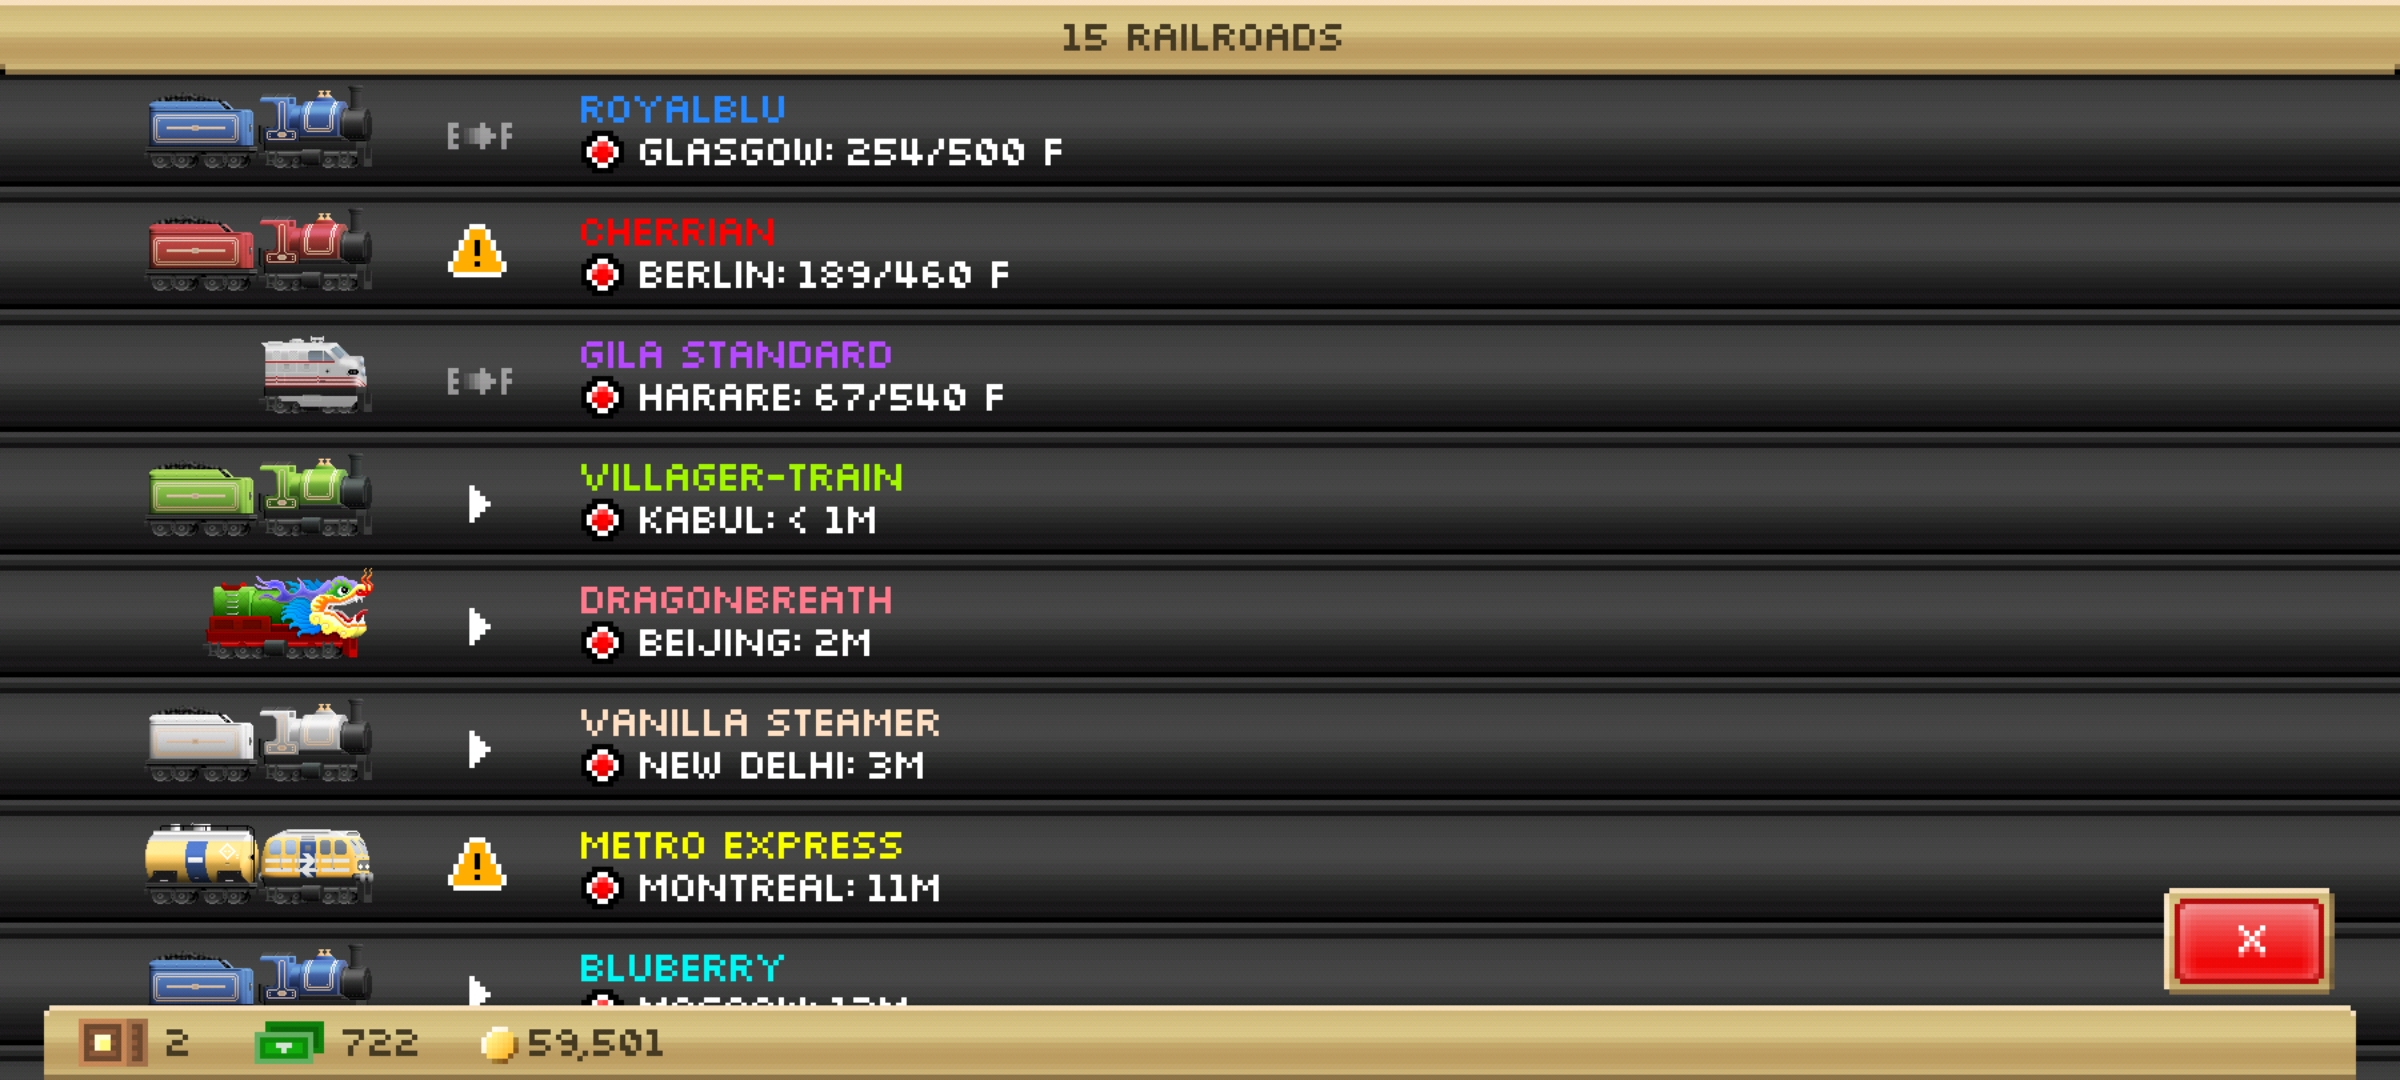 15 RAILROADS
ROYALBLU
E F GLASGOW: 254/500 F
CHERRIAN
BERLIN: 189/460 F
GILA STANDARD
E F HARARE: 67/540 F
VILLAGER-TRAIN
KABUL: < 1M
DRAGONBREATH
BEIJING: 2M
VANILLA STEAMER
NEW DELHI: 3M
METRO EXPRESS
MONTREAL: 11M
BLUBERRY
X
2 722 59,501